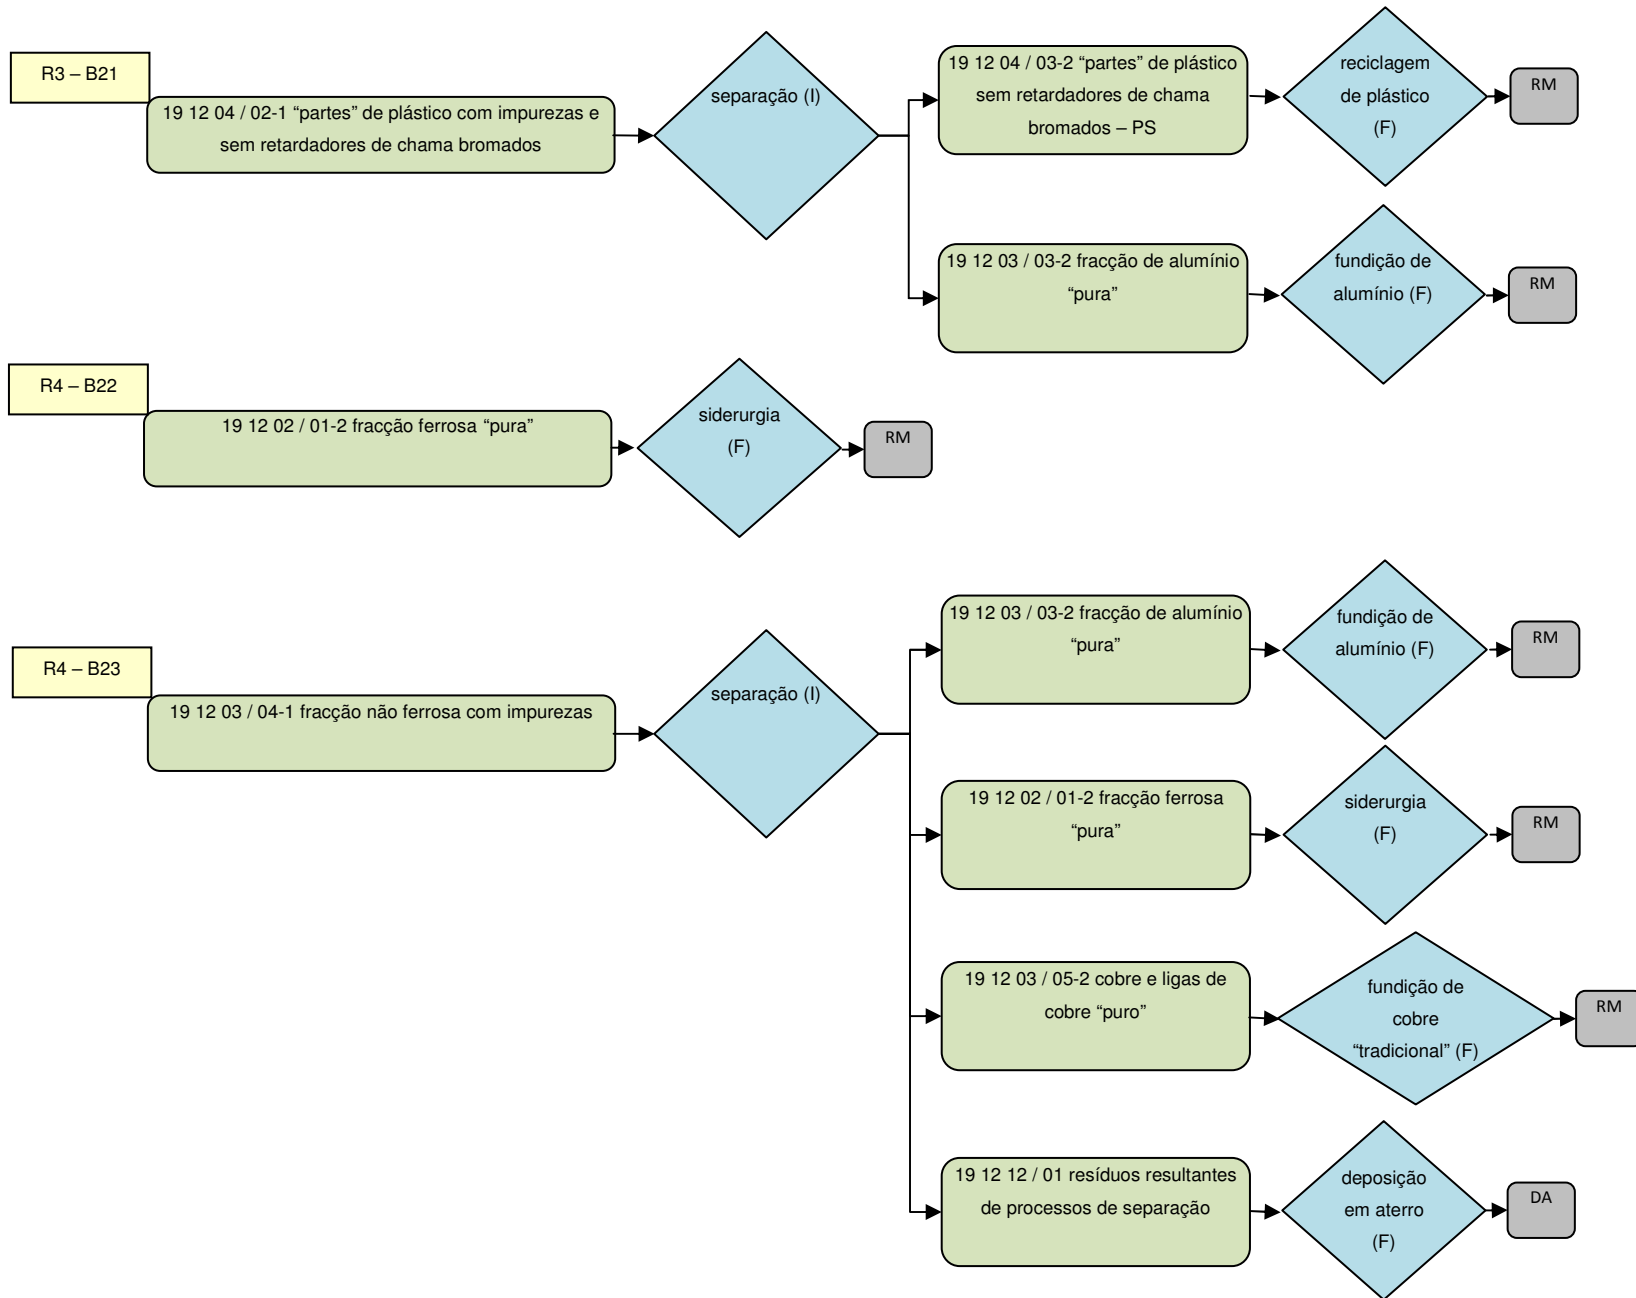 R3 – B21
19 12 04 / 02-1 “partes” de plástico com impurezas e
sem retardadores de chama bromados
separação (I)
19 12 04 / 03-2 “partes” de plástico
sem retardadores de chama
bromados – PS
reciclagem
de plástico
(F)
RM
19 12 03 / 03-2 fracção de alumínio
“pura”
fundição de
alumínio (F)
RM
R4 – B22
19 12 02 / 01-2 fracção ferrosa “pura”
siderurgia
(F)
RM
R4 – B23
19 12 03 / 04-1 fracção não ferrosa com impurezas
separação (I)
19 12 03 / 03-2 fracção de alumínio
“pura”
fundição de
alumínio (F)
RM
19 12 02 / 01-2 fracção ferrosa
“pura”
siderurgia
(F)
RM
19 12 03 / 05-2 cobre e ligas de
cobre “puro”
fundição de
cobre
“tradicional” (F)
RM
19 12 12 / 01 resíduos resultantes
de processos de separação
deposição
em aterro
(F)
DA